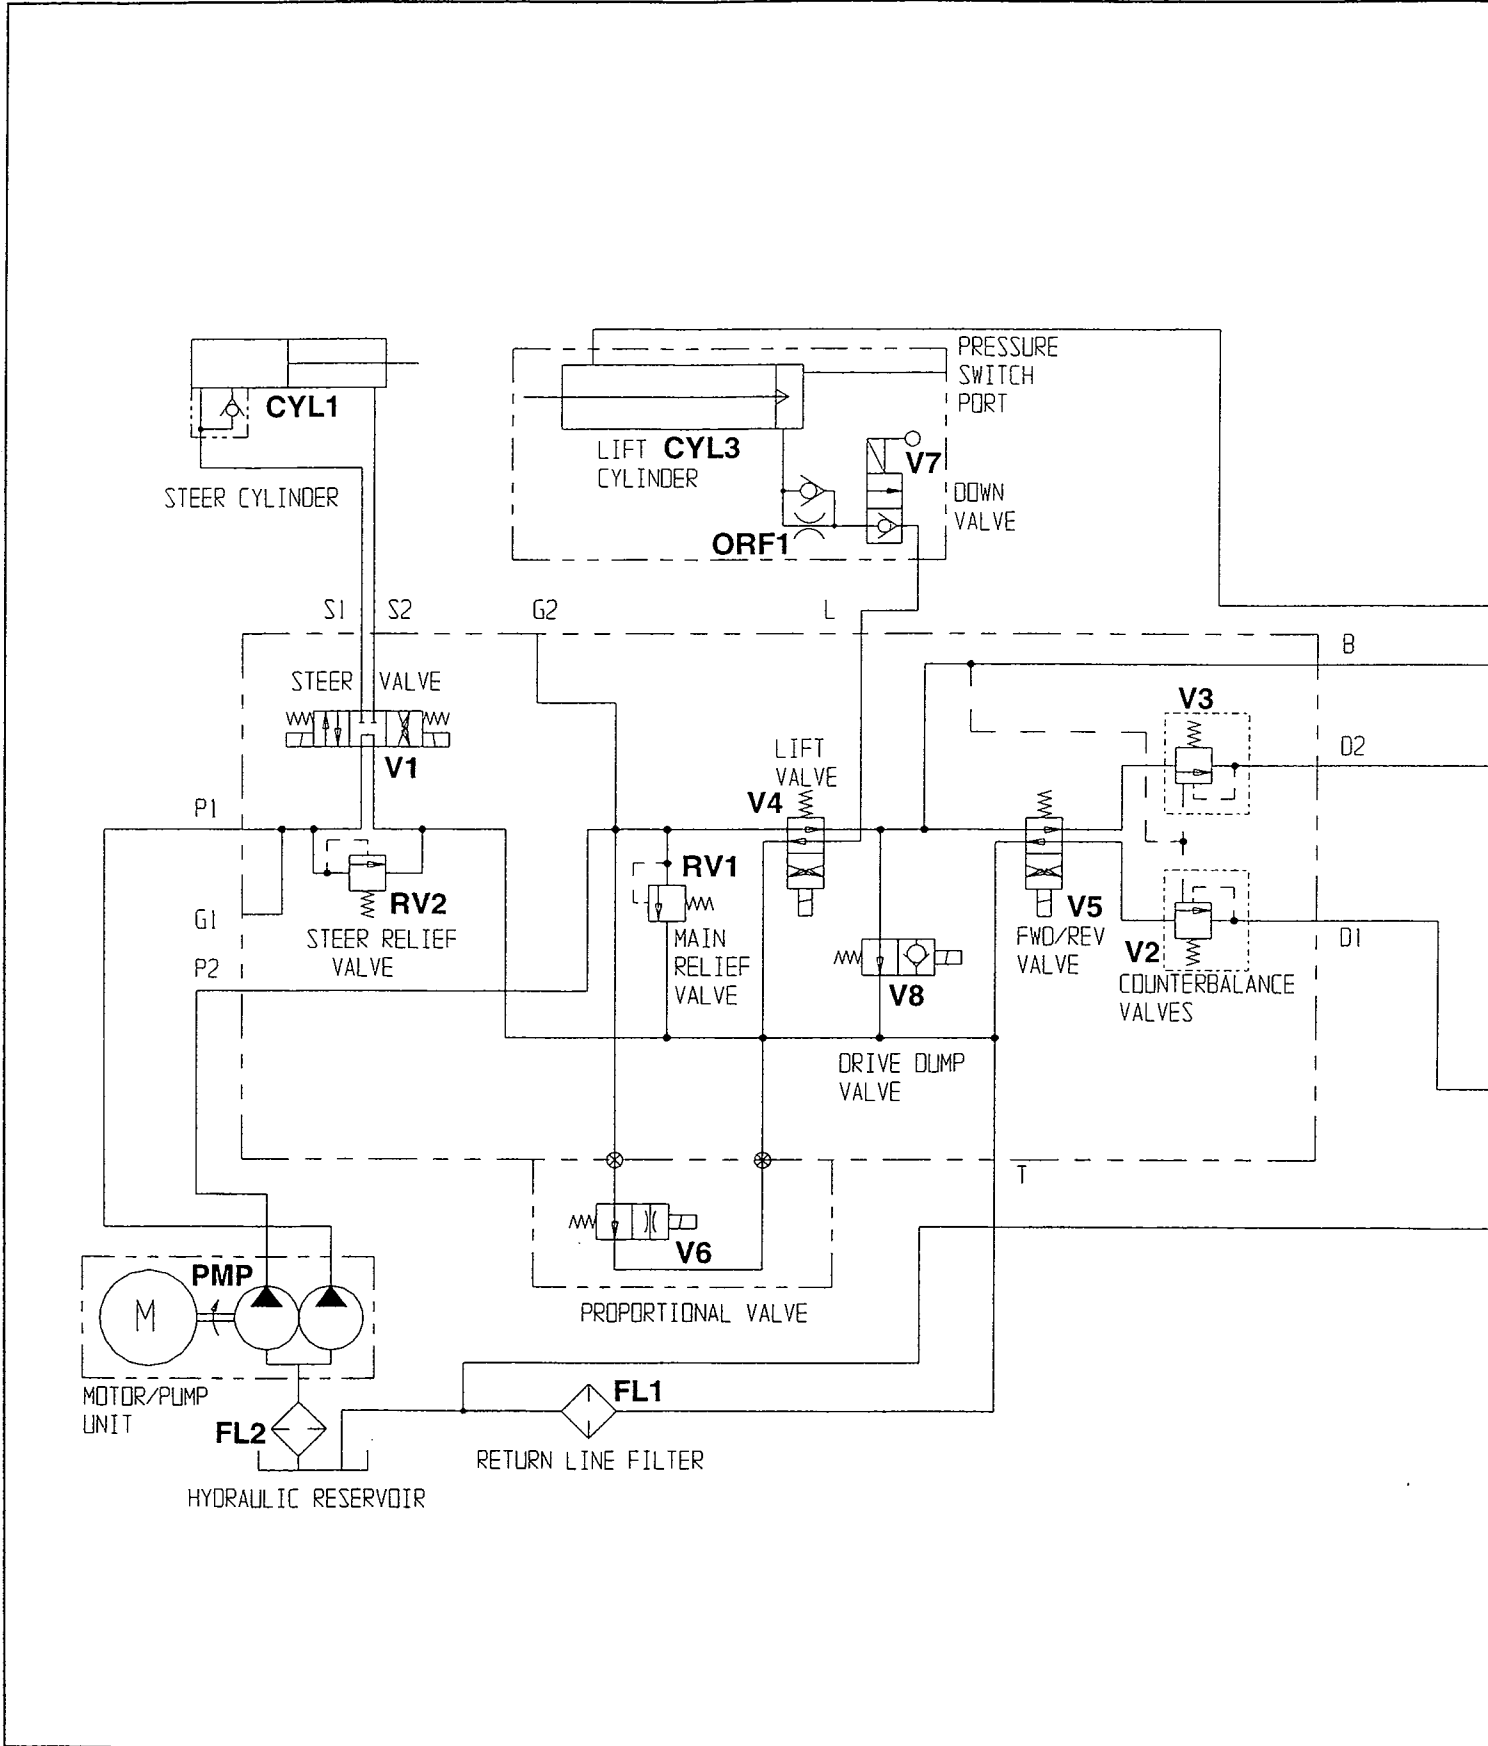 PRESSURE
SWITCH
PORT
CYL1
LIFT CYL3
CYLINDER
V7
STEER CYLINDER
DOWN
VALVE
ORF1
S1
S2
G2
L
B
STEER VALVE
V3
V1
LIFT
VALVE
D2
V4
P1
RV1
RV2
G1
STEER RELIEF
VALVE
MAIN
RELIEF
VALVE
V5
FWD/REV
VALVE
V2
D1
P2
V8
COUNTERBALANCE
VALVES
DRIVE DUMP
VALVE
T
V6
PMP
M
PROPORTIONAL VALVE
MOTOR/PUMP
UNIT
FL1
FL2
RETURN LINE FILTER
HYDRAULIC RESERVOIR